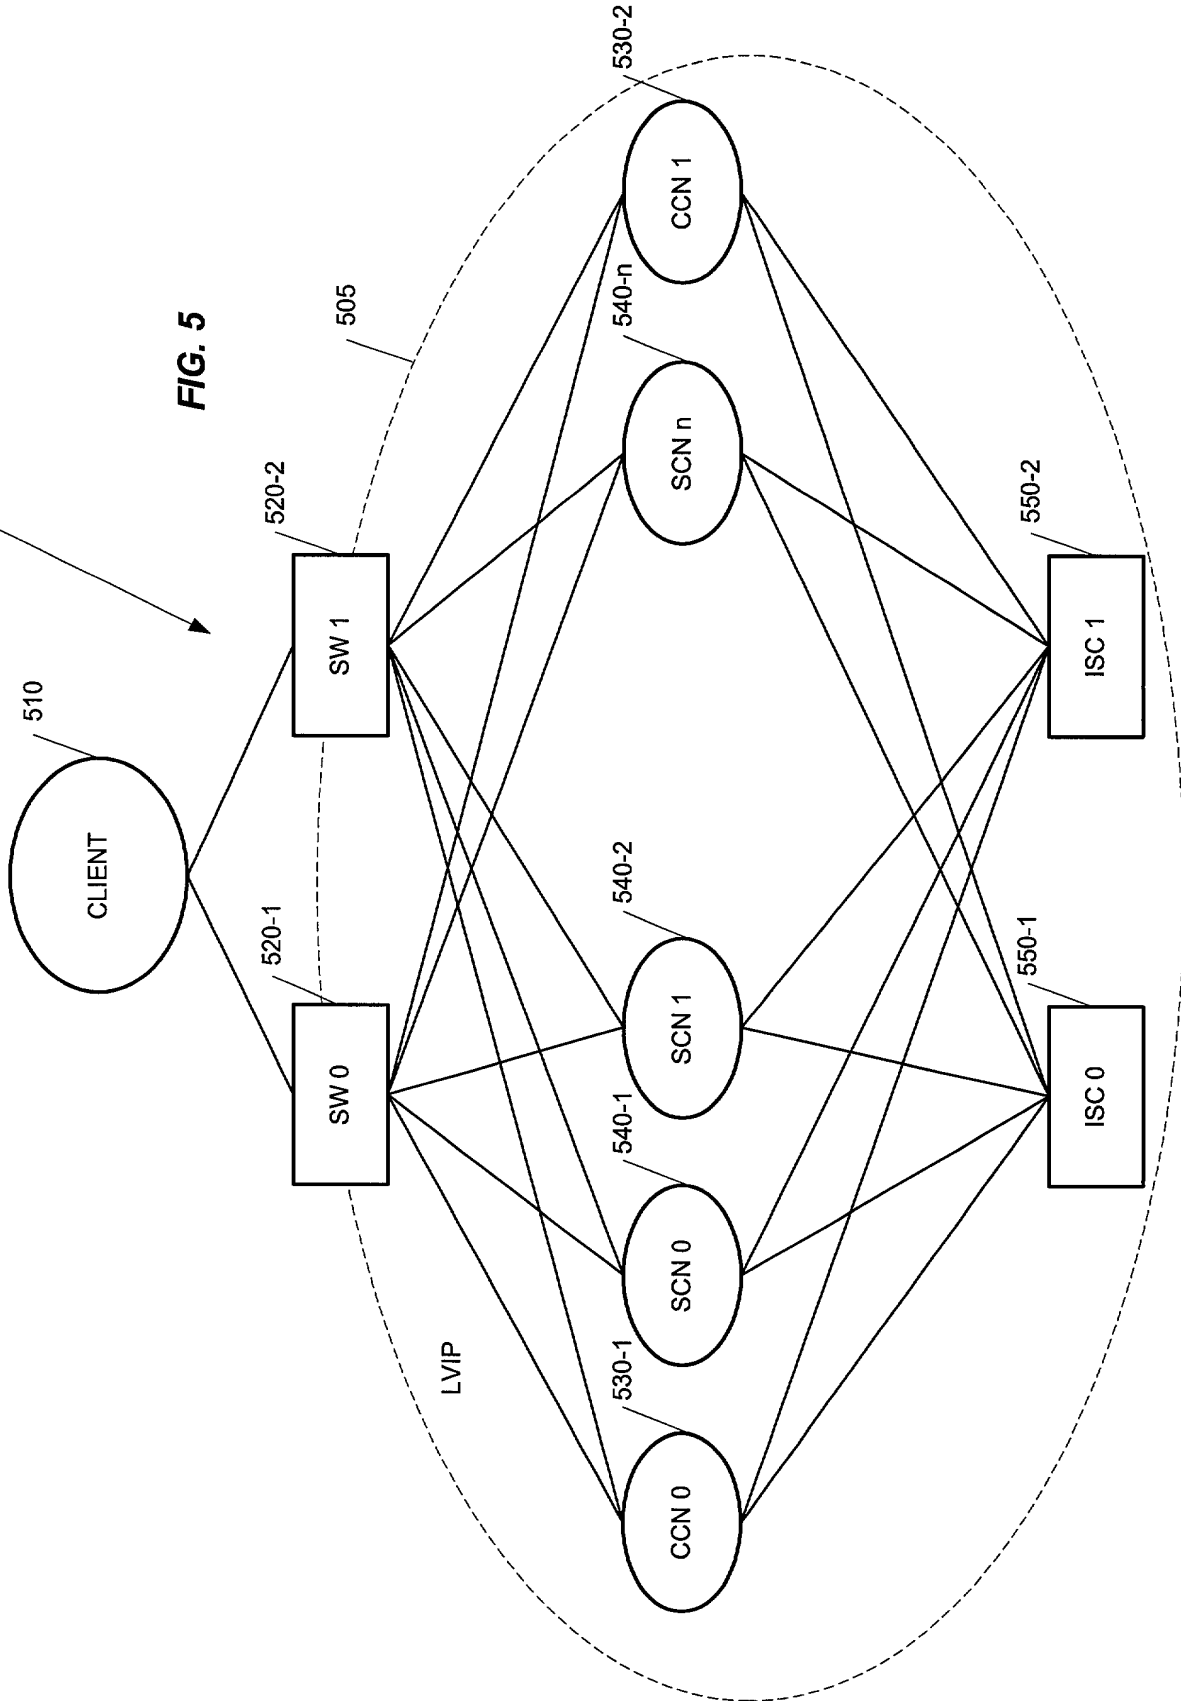 510
CLIENT
FIG. 5
520-1
SW 0
520-2
SW 1
505
LVIP
530-1
CCN 0
540-1
SCN 0
540-2
SCN 1
540-n
SCN n
530-2
CCN 1
550-1
ISC 0
550-2
ISC 1